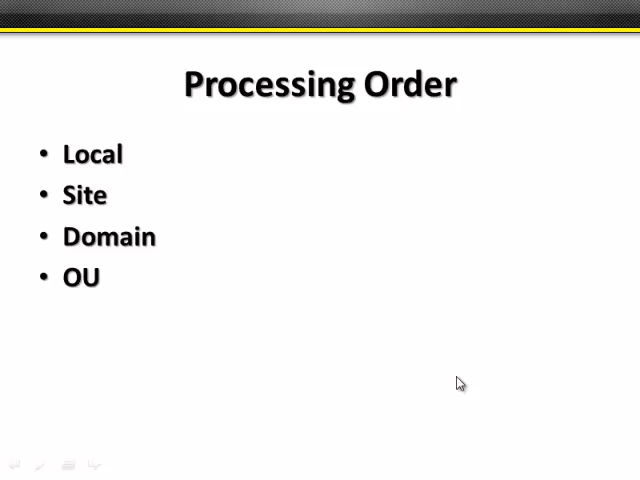 Processing Order
• Local
• Site
• Domain
• OU